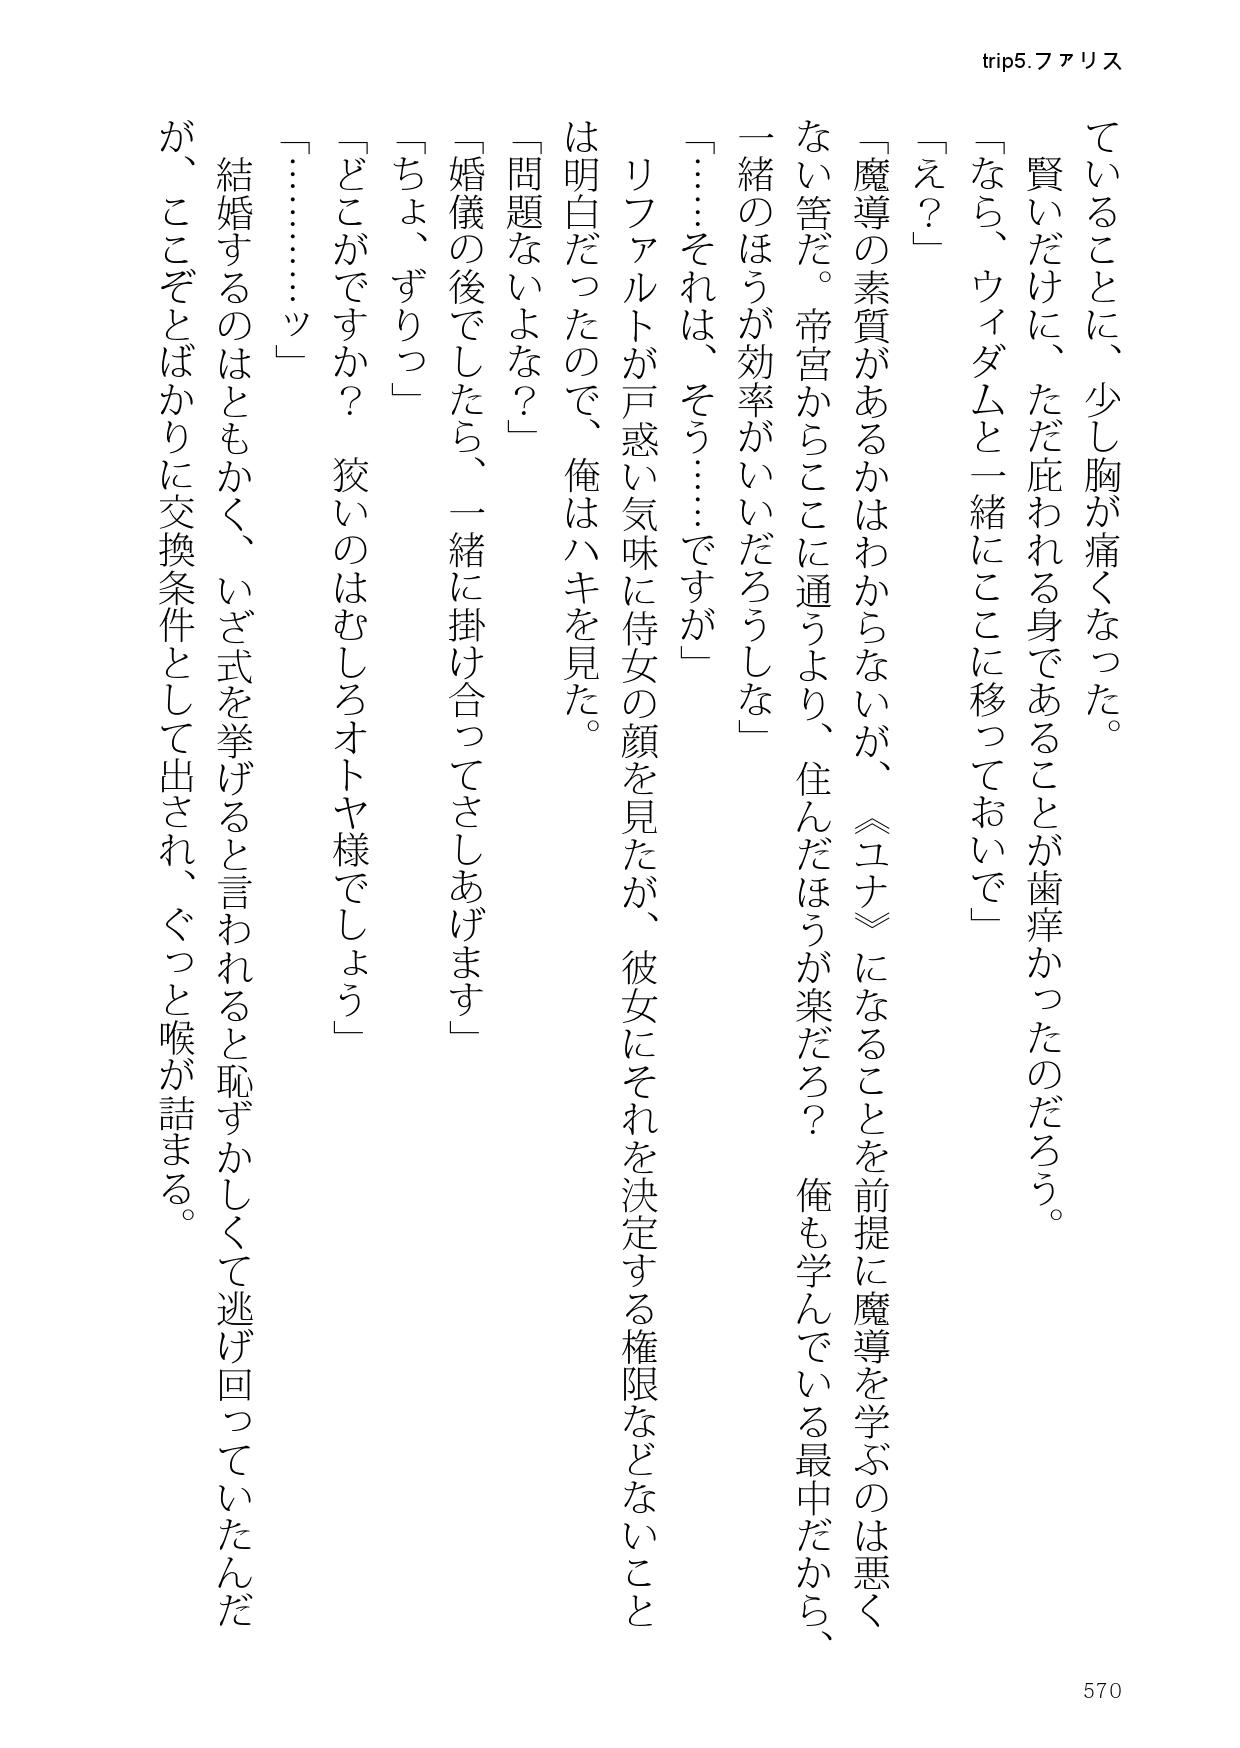 trip5.ファリス
ていることに、少し胸が痛くなった。
　賢いだけに、ただ庇われる身であることが歯痒かったのだろう。
「なら、ウィダムと一緒にここに移っておいで」
「え？」
「魔導の素質があるかはわからないが、《ユナ》になることを前提に魔導を学ぶのは悪く
ない筈だ。帝宮からここに通うより、住んだほうが楽だろ？　俺も学んでいる最中だから、
一緒のほうが効率がいいだろうしな」
「……それは、そう……ですが」
　リファルトが戸惑い気味に侍女の顔を見たが、彼女にそれを決定する権限などないこと
は明白だったので、俺はハキを見た。
「問題ないよな？」
「婚儀の後でしたら、一緒に掛け合ってさしあげます」
「ちょ、ずりっ」
「どこがですか？　狡いのはむしろオトヤ様でしょう」
「…………ッ」
　結婚するのはともかく、いざ式を挙げると言われると恥ずかしくて逃げ回っていたんだ
が、ここぞとばかりに交換条件として出され、ぐっと喉が詰まる。
570